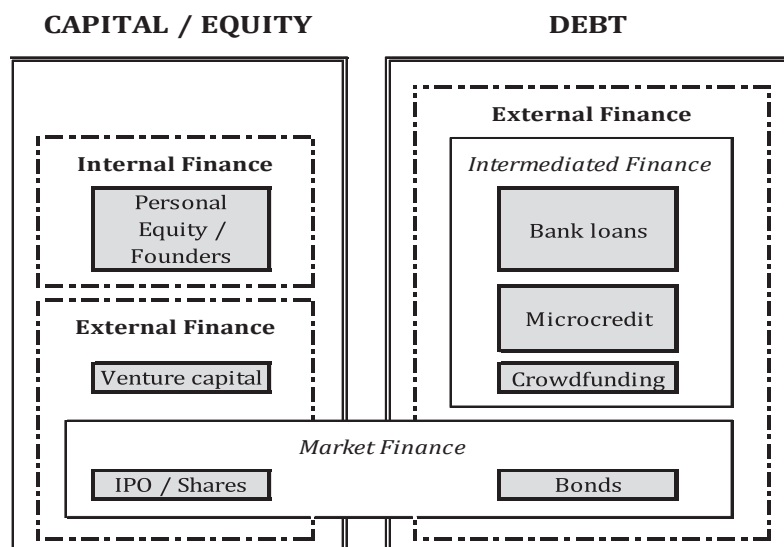 CAPITAL / EQUITY
DEBT
Internal Finance
Personal
Equity /
Founders
External Finance
Venture capital
External Finance
Intermediated Finance
Bank loans
Microcredit
Crowdfunding
Market Finance
IPO / Shares
Bonds